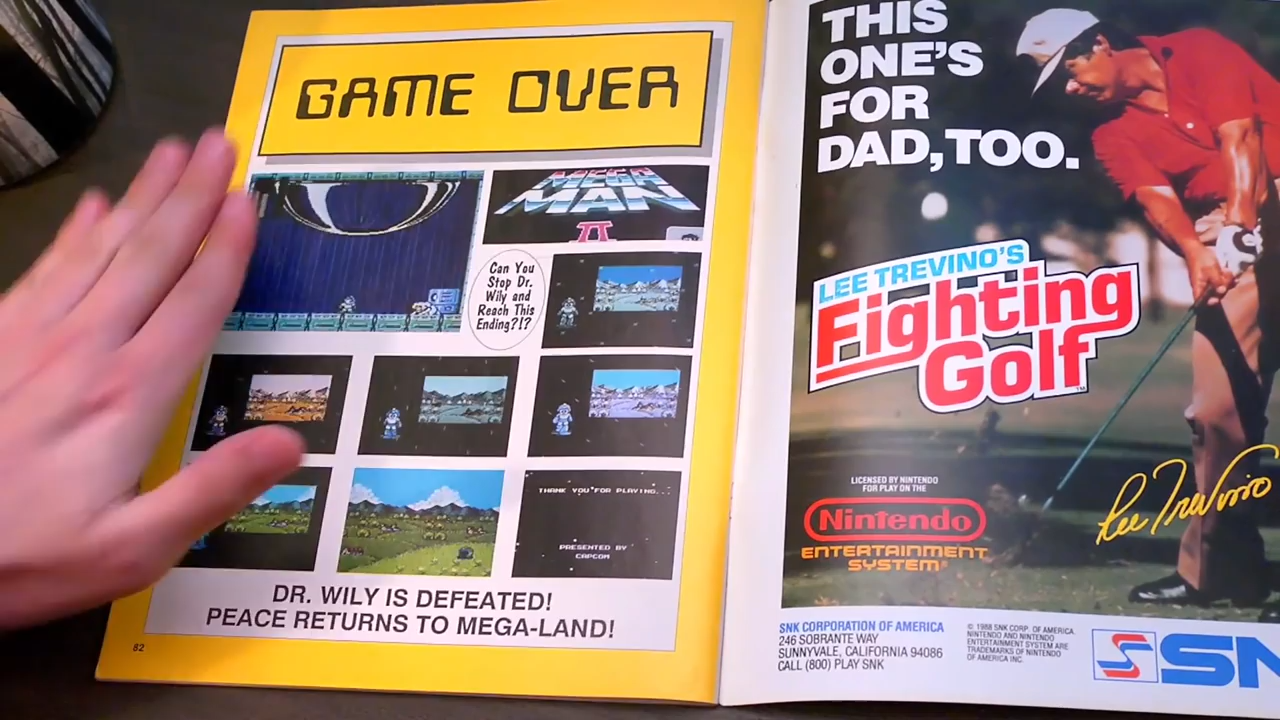 GAME OVER
MEGA
MAN
II
Can You
Stop Dr.
Wily and
Reach This
Ending?!?
THANK YOU FOR PLAYING...
PRESENTED BY
CAPCOM
DR. WILY IS DEFEATED!
PEACE RETURNS TO MEGA-LAND!
82
THIS
ONE'S
FOR
DAD, TOO.
LEE TREVINO'S
Fighting
Golf
TM
LICENSED BY NINTENDO
FOR PLAY ON THE
Nintendo
ENTERTAINMENT
SYSTEM®
Lee Trevino
SNK CORPORATION OF AMERICA
246 SOBRANTE WAY
SUNNYVALE, CALIFORNIA 94086
CALL (800) PLAY SNK
© 1988 SNK CORP. OF AMERICA.
NINTENDO AND NINTENDO
ENTERTAINMENT SYSTEM ARE
TRADEMARKS OF NINTENDO
OF AMERICA INC.
SN